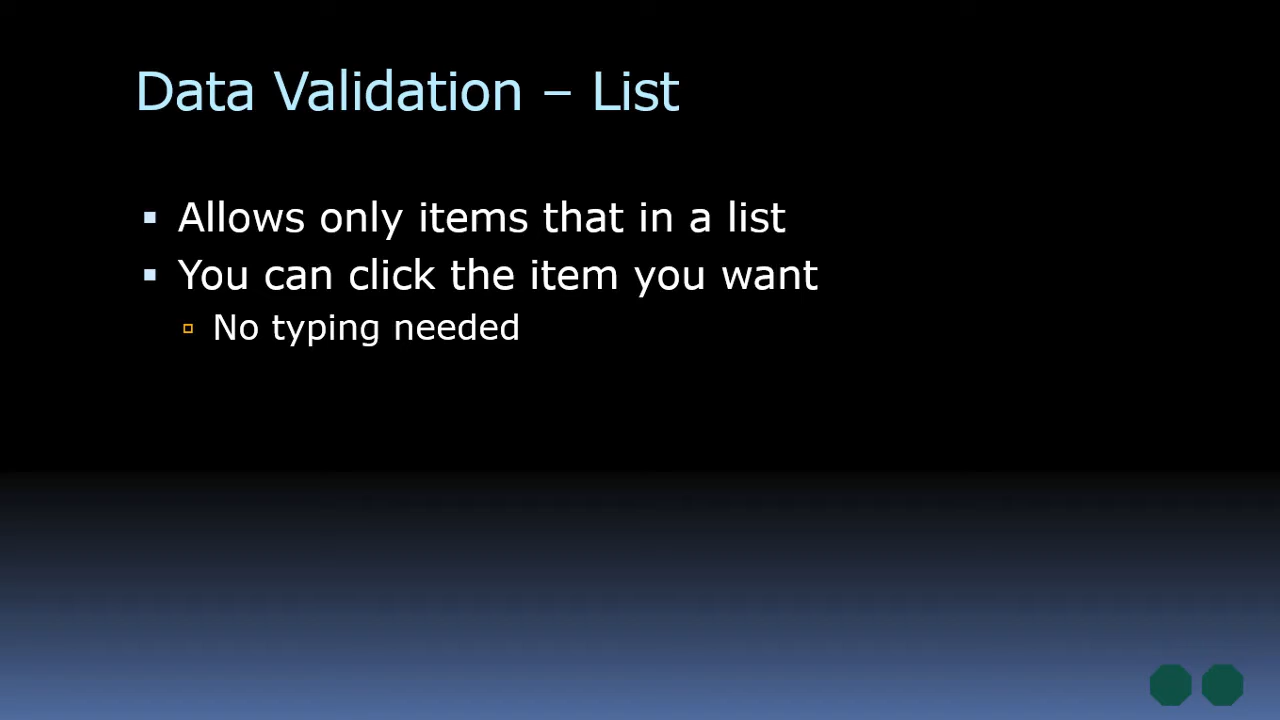 Data Validation – List
Allows only items that in a list
You can click the item you want
No typing needed